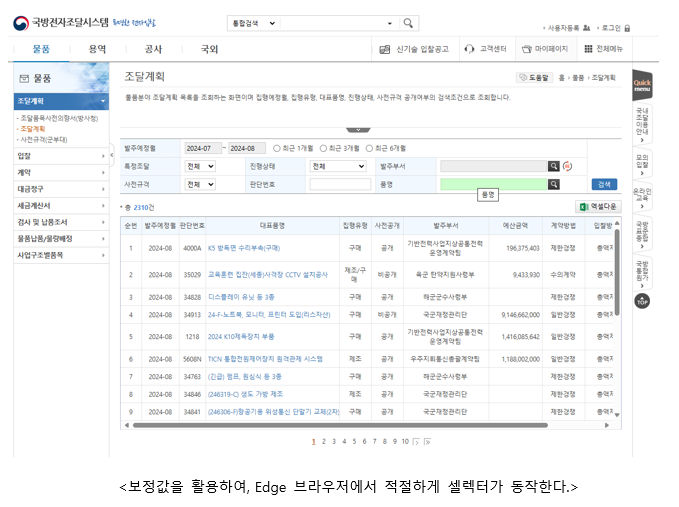 국방전자조달시스템
통합검색
사용자등록
로그인
물품
용역
공사
국외
신기술 입찰공고
고객센터
마이페이지
전체메뉴
물품
조달계획
- 조달품목사전의향서(방사청)
- 조달계획
- 사전규격(군부대)
입찰
계약
대금청구
세금계산서
검사 및 납품조서
물품납품/물량배정
사업구조별품목
조달계획
도움말
홈 > 물품 > 조달계획
물품분야 조달계획 목록을 조회하는 화면이며 집행예정월, 집행유형, 대표품명, 진행상태, 사전규격 공개여부의 검색조건으로 조회합니다.
발주예정월 2024-07 ~ 2024-08 최근 1개월 최근 3개월 최근 6개월
특정조달 전체 진행상태 전체 발주부서
사전규격 전체 판단번호 품명 검색
품명
• 총 2310건
엑셀다운
순번 발주예정월 판단번호 대표품명 집행유형 사전공개 발주부서 예산금액 계약방법 입찰방
1 2024-08 4000A K5 방독면 수리부속(구매) 구매 공개 기반전력사업지상공통전력운영계약팀 196,375,403 제한경쟁 총액제
2 2024-08 35029 교육훈련 집잔(세종)사격장 CCTV 설치공사 제조/구매 비공개 육군 탄약지원사령부 9,433,930 수의계약 총액제
3 2024-08 34828 디스플레이 유닛 등 3종 구매 공개 해군군수사령부 제한경쟁 총액제
4 2024-08 34913 24-F-노트북, 모니터, 프린터 도입(리스자산) 구매 비공개 국군재정관리단 9,146,662,000 일반경쟁 총액제
5 2024-08 1218 2024 K10제독장치 부품 구매 공개 기반전력사업지상공통전력운영계약팀 1,416,085,642 일반경쟁 총액제
6 2024-08 5608N TICN 통합전원제어장치 원격관제 시스템 제조 공개 우주지휘통신총괄계약팀 1,188,002,000 일반경쟁 총액제
7 2024-08 34763 (긴급) 펌프, 원심식 등 3종 구매 공개 해군군수사령부 제한경쟁 총액제
8 2024-08 34846 (246319-C) 생도 가방 제조 제조 공개 국군재정관리단 제한경쟁 총액제
9 2024-08 34841 (246306-F)항공기용 위성통신 단말기 교체(2차) 구매 공개 국군재정관리단 제한경쟁 총액제
1 2 3 4 5 6 7 8 9 10
Quick
menu
국내
조달
이용
안내
모의
입찰
온라인
교육
국방
표준
종합
국방
통합
원가
TOP
<보정값을 활용하여, Edge 브라우저에서 적절하게 셀렉터가 동작한다.>